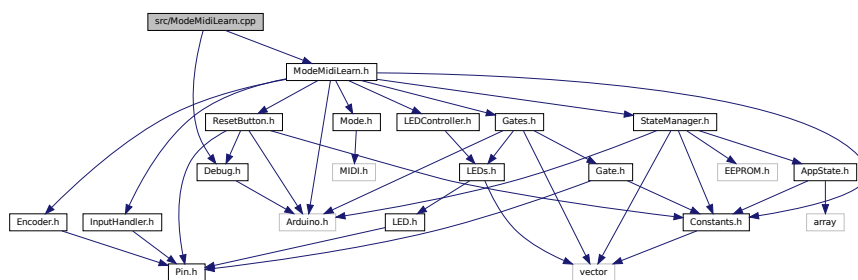 src/ModeMidiLearn.cpp
ModeMidiLearn.h
ResetButton.h
Mode.h
LEDController.h
Gates.h
StateManager.h
Debug.h
MIDI.h
LEDs.h
Gate.h
EEPROM.h
AppState.h
Encoder.h
InputHandler.h
Arduino.h
LED.h
Constants.h
array
Pin.h
vector